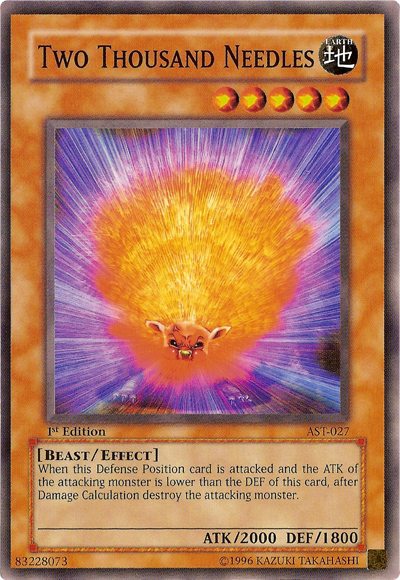 Two Thousand Needles
EARTH
地
1st Edition
AST-027
[Beast/Effect]
When this Defense Position card is attacked and the ATK of
the attacking monster is lower than the DEF of this card, after
Damage Calculation destroy the attacking monster.
ATK/2000 DEF/1800
83228073
©1996 KAZUKI TAKAHASHI